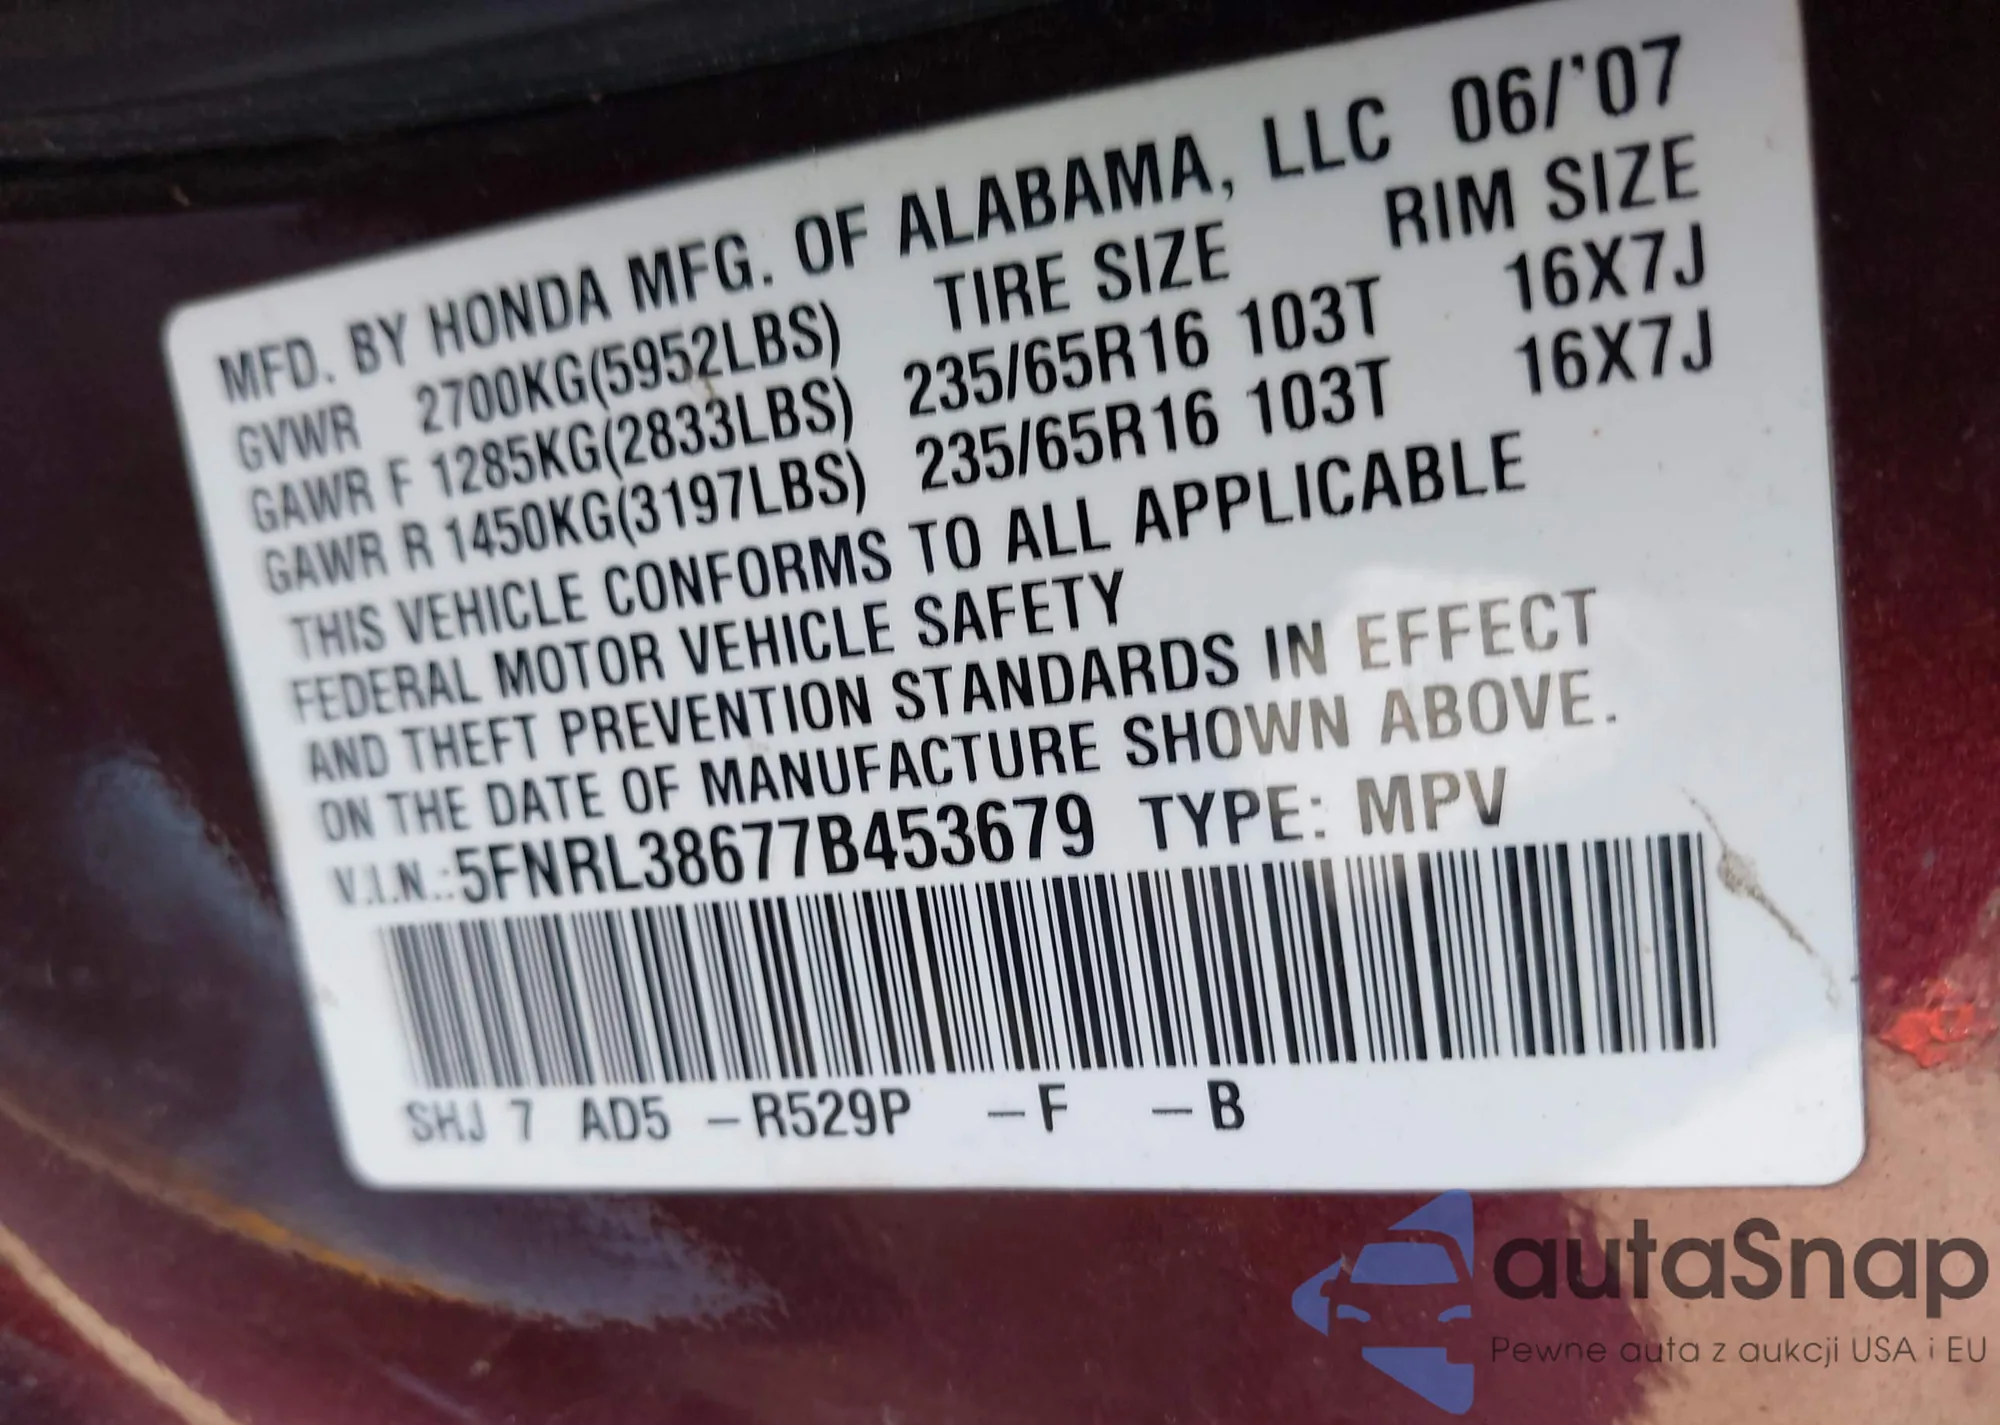 MFD. BY HONDA MFG. OF ALABAMA, LLC 06/'07
GVWR 2700KG(5952LBS) TIRE SIZE RIM SIZE
GAWR F 1285KG(2833LBS) 235/65R16 103T 16X7J
GAWR R 1450KG(3197LBS) 235/65R16 103T 16X7J
THIS VEHICLE CONFORMS TO ALL APPLICABLE
FEDERAL MOTOR VEHICLE SAFETY
AND THEFT PREVENTION STANDARDS IN EFFECT
ON THE DATE OF MANUFACTURE SHOWN ABOVE.
V.I.N.:5FNRL38677B453679 TYPE: MPV
SHJ 7 AD5 -R529P -F -B
autaSnap
Pewne auta z aukcji USA i EU